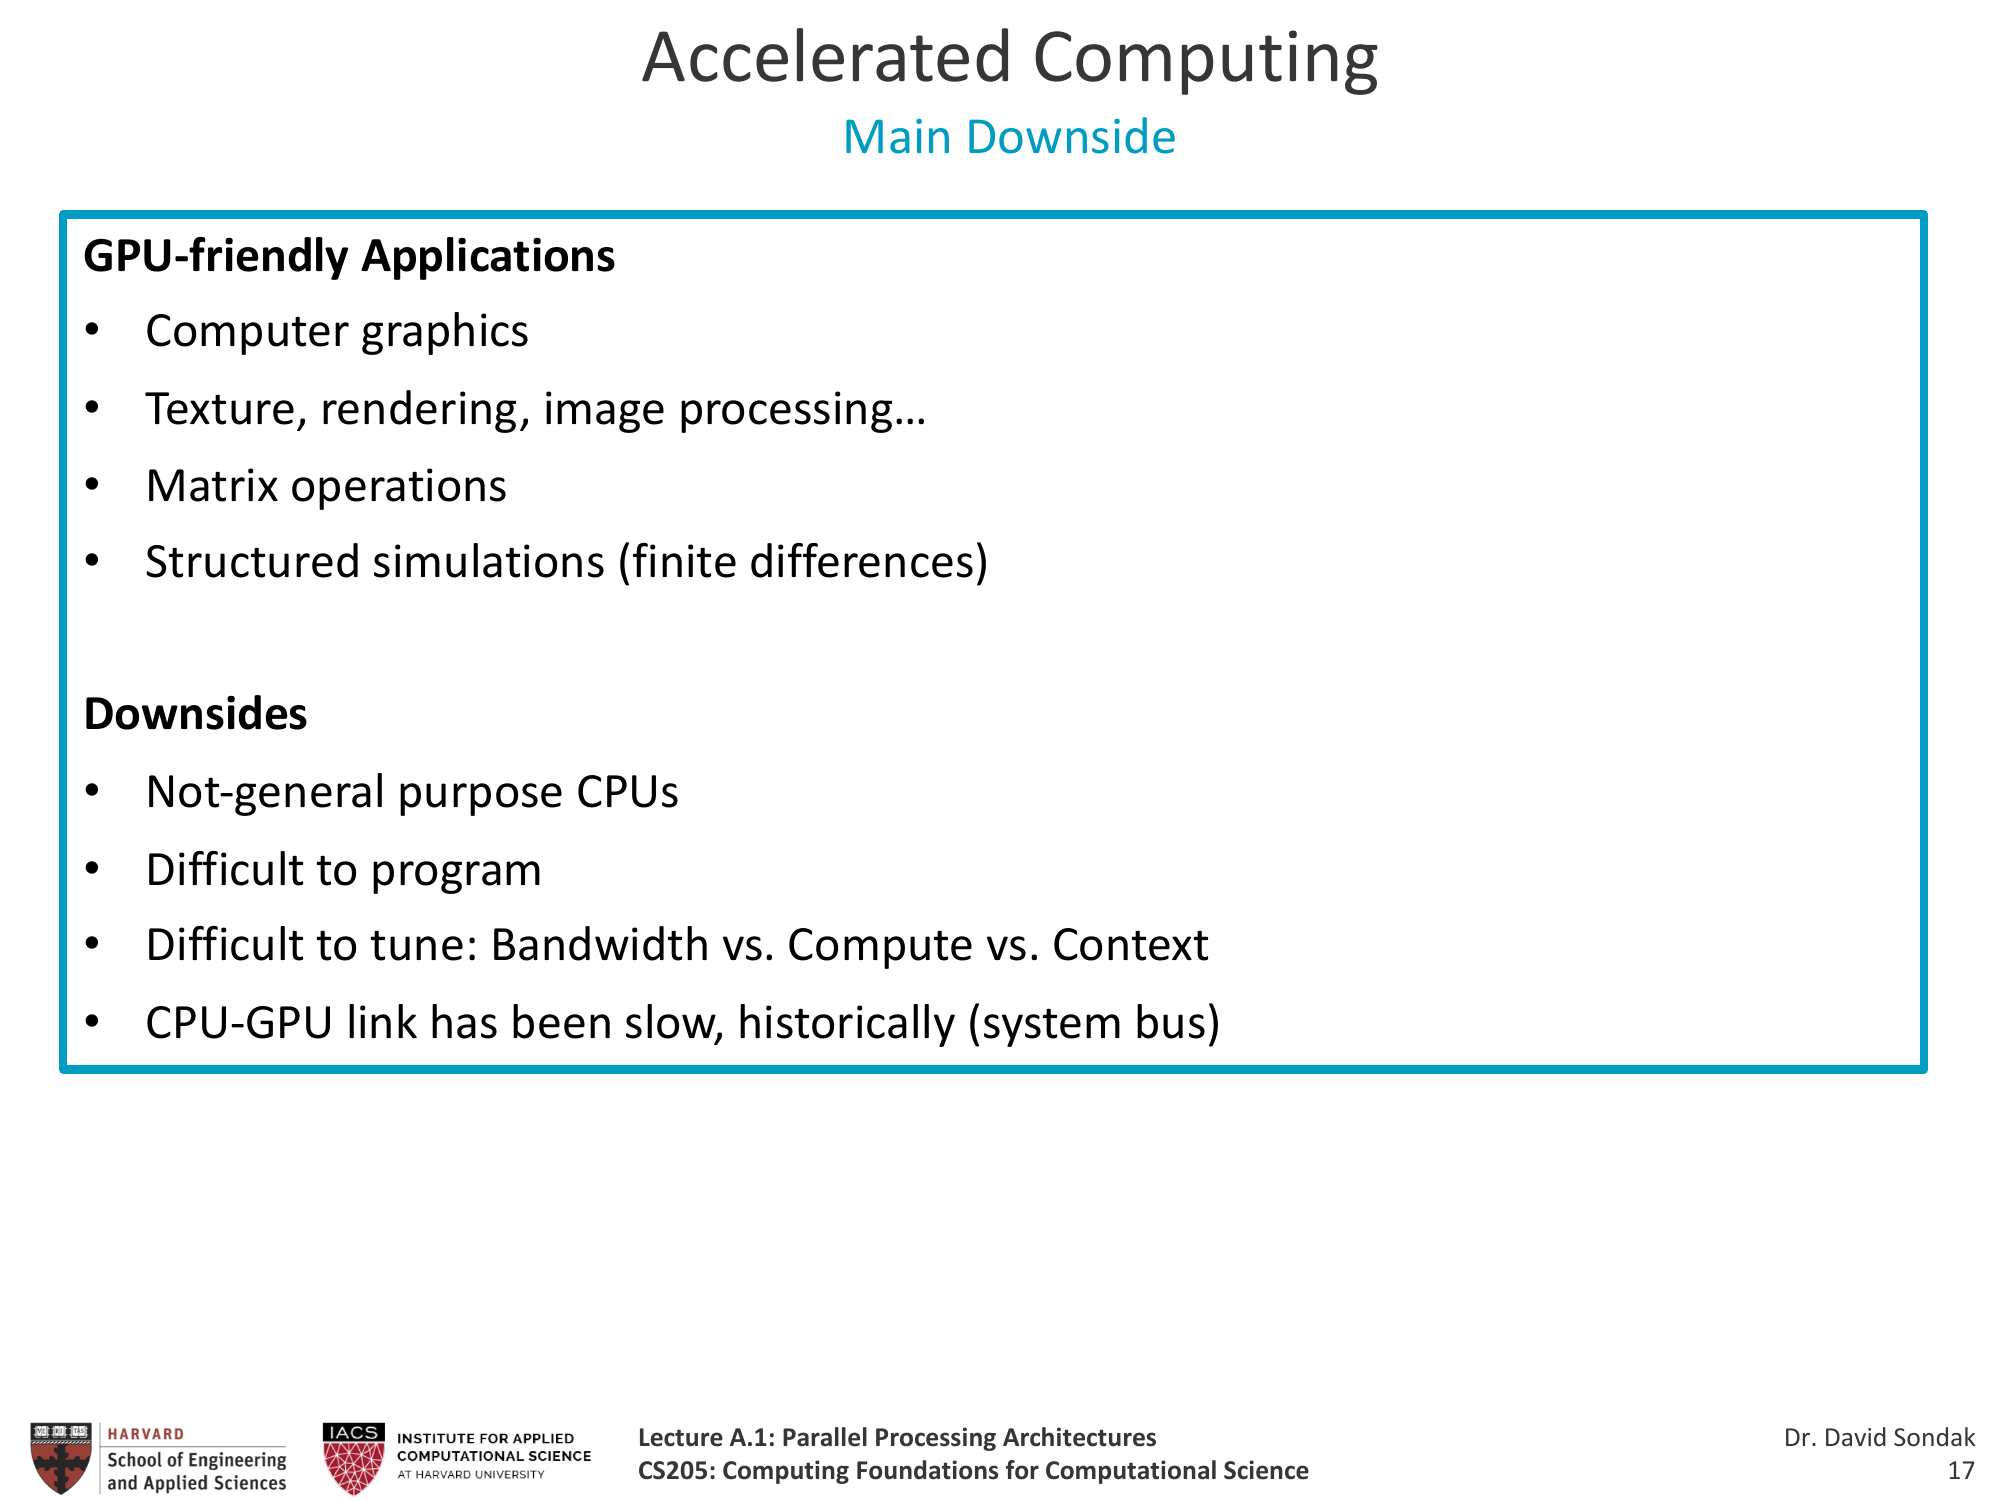 Accelerated Computing
Main Downside
GPU-friendly Applications
• Computer graphics
• Texture, rendering, image processing…
• Matrix operations
• Structured simulations (finite differences)
Downsides
• Not-general purpose CPUs
• Difficult to program
• Difficult to tune: Bandwidth vs. Compute vs. Context
• CPU-GPU link has been slow, historically (system bus)
HARVARD
School of Engineering
and Applied Sciences
IACS
INSTITUTE FOR APPLIED
COMPUTATIONAL SCIENCE
AT HARVARD UNIVERSITY
Lecture A.1: Parallel Processing Architectures
CS205: Computing Foundations for Computational Science
Dr. David Sondak
17